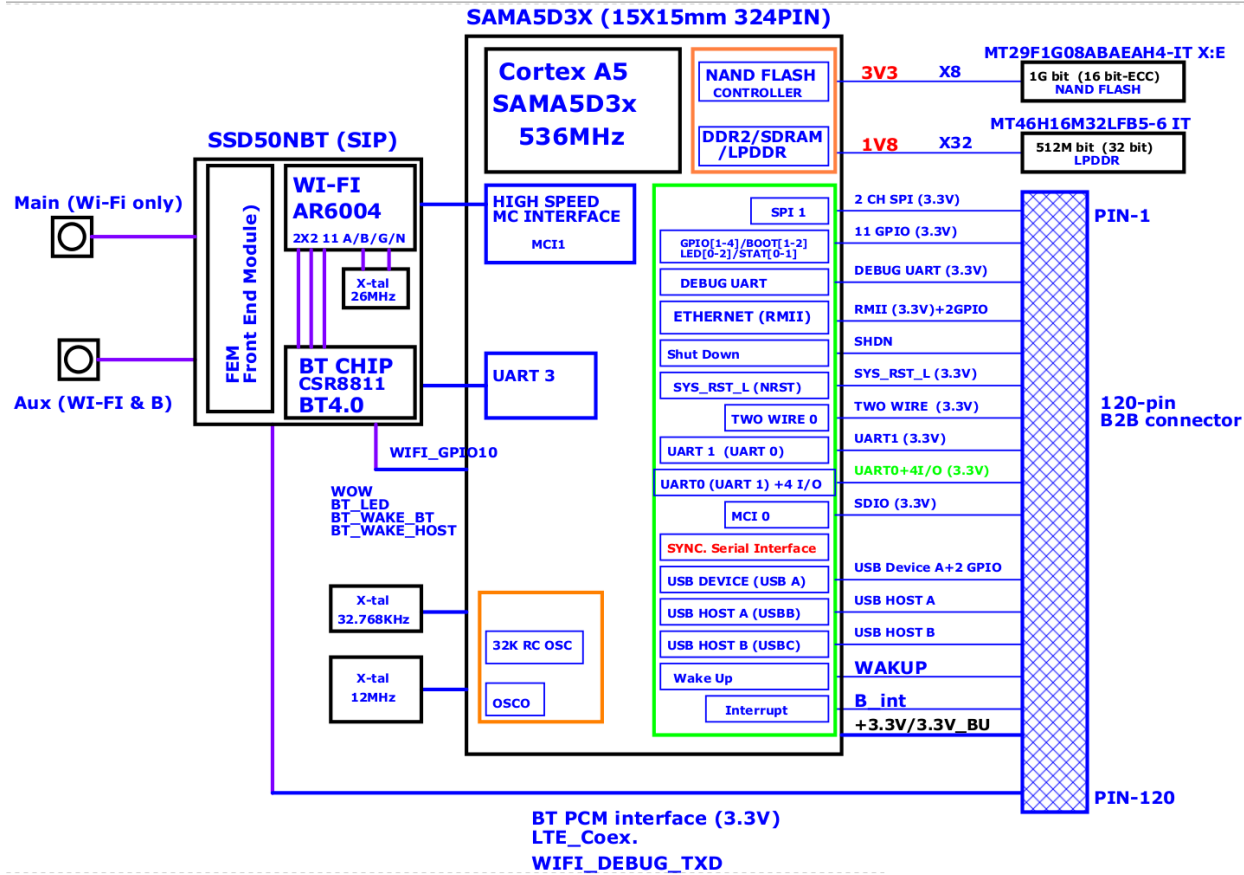 SAMA5D3X (15X15mm 324PIN)
Cortex A5
SAMA5D3x
536MHz
NAND FLASH
CONTROLLER
DDR2/SDRAM
/LPDDR
3V3
X8
1V8
X32
MT29F1G08ABAEAH4-IT X:E
1G bit (16 bit-ECC)
NAND FLASH
MT46H16M32LFB5-6 IT
512M bit (32 bit)
LPDDR
SSD50NBT (SIP)
Main (Wi-Fi only)
Aux (WI-FI & B)
FEM
Front End Module)
WI-FI
AR6004
2X2 11 A/B/G/N
X-tal
26MHz
BT CHIP
CSR8811
BT4.0
HIGH SPEED
MC INTERFACE
MCI1
UART 3
WIFI_GPIO10
WOW
BT_LED
BT_WAKE_BT
BT_WAKE_HOST
X-tal
32.768KHz
X-tal
12MHz
32K RC OSC
OSCO
SPI 1
GPIO[1-4]/BOOT[1-2]
LED[0-2]/STAT[0-1]
DEBUG UART
ETHERNET (RMII)
Shut Down
SYS_RST_L (NRST)
TWO WIRE 0
UART 1 (UART 0)
UART0 (UART 1) +4 I/O
MCI 0
SYNC. Serial Interface
USB DEVICE (USB A)
USB HOST A (USBB)
USB HOST B (USBC)
Wake Up
Interrupt
2 CH SPI (3.3V)
11 GPIO (3.3V)
DEBUG UART (3.3V)
RMII (3.3V)+2GPIO
SHDN
SYS_RST_L (3.3V)
TWO WIRE (3.3V)
UART1 (3.3V)
UART0+4I/O (3.3V)
SDIO (3.3V)
USB Device A+2 GPIO
USB HOST A
USB HOST B
WAKUP
B_int
+3.3V/3.3V_BU
PIN-1
120-pin
B2B connector
PIN-120
BT PCM interface (3.3V)
LTE_Coex.
WIFI_DEBUG_TXD